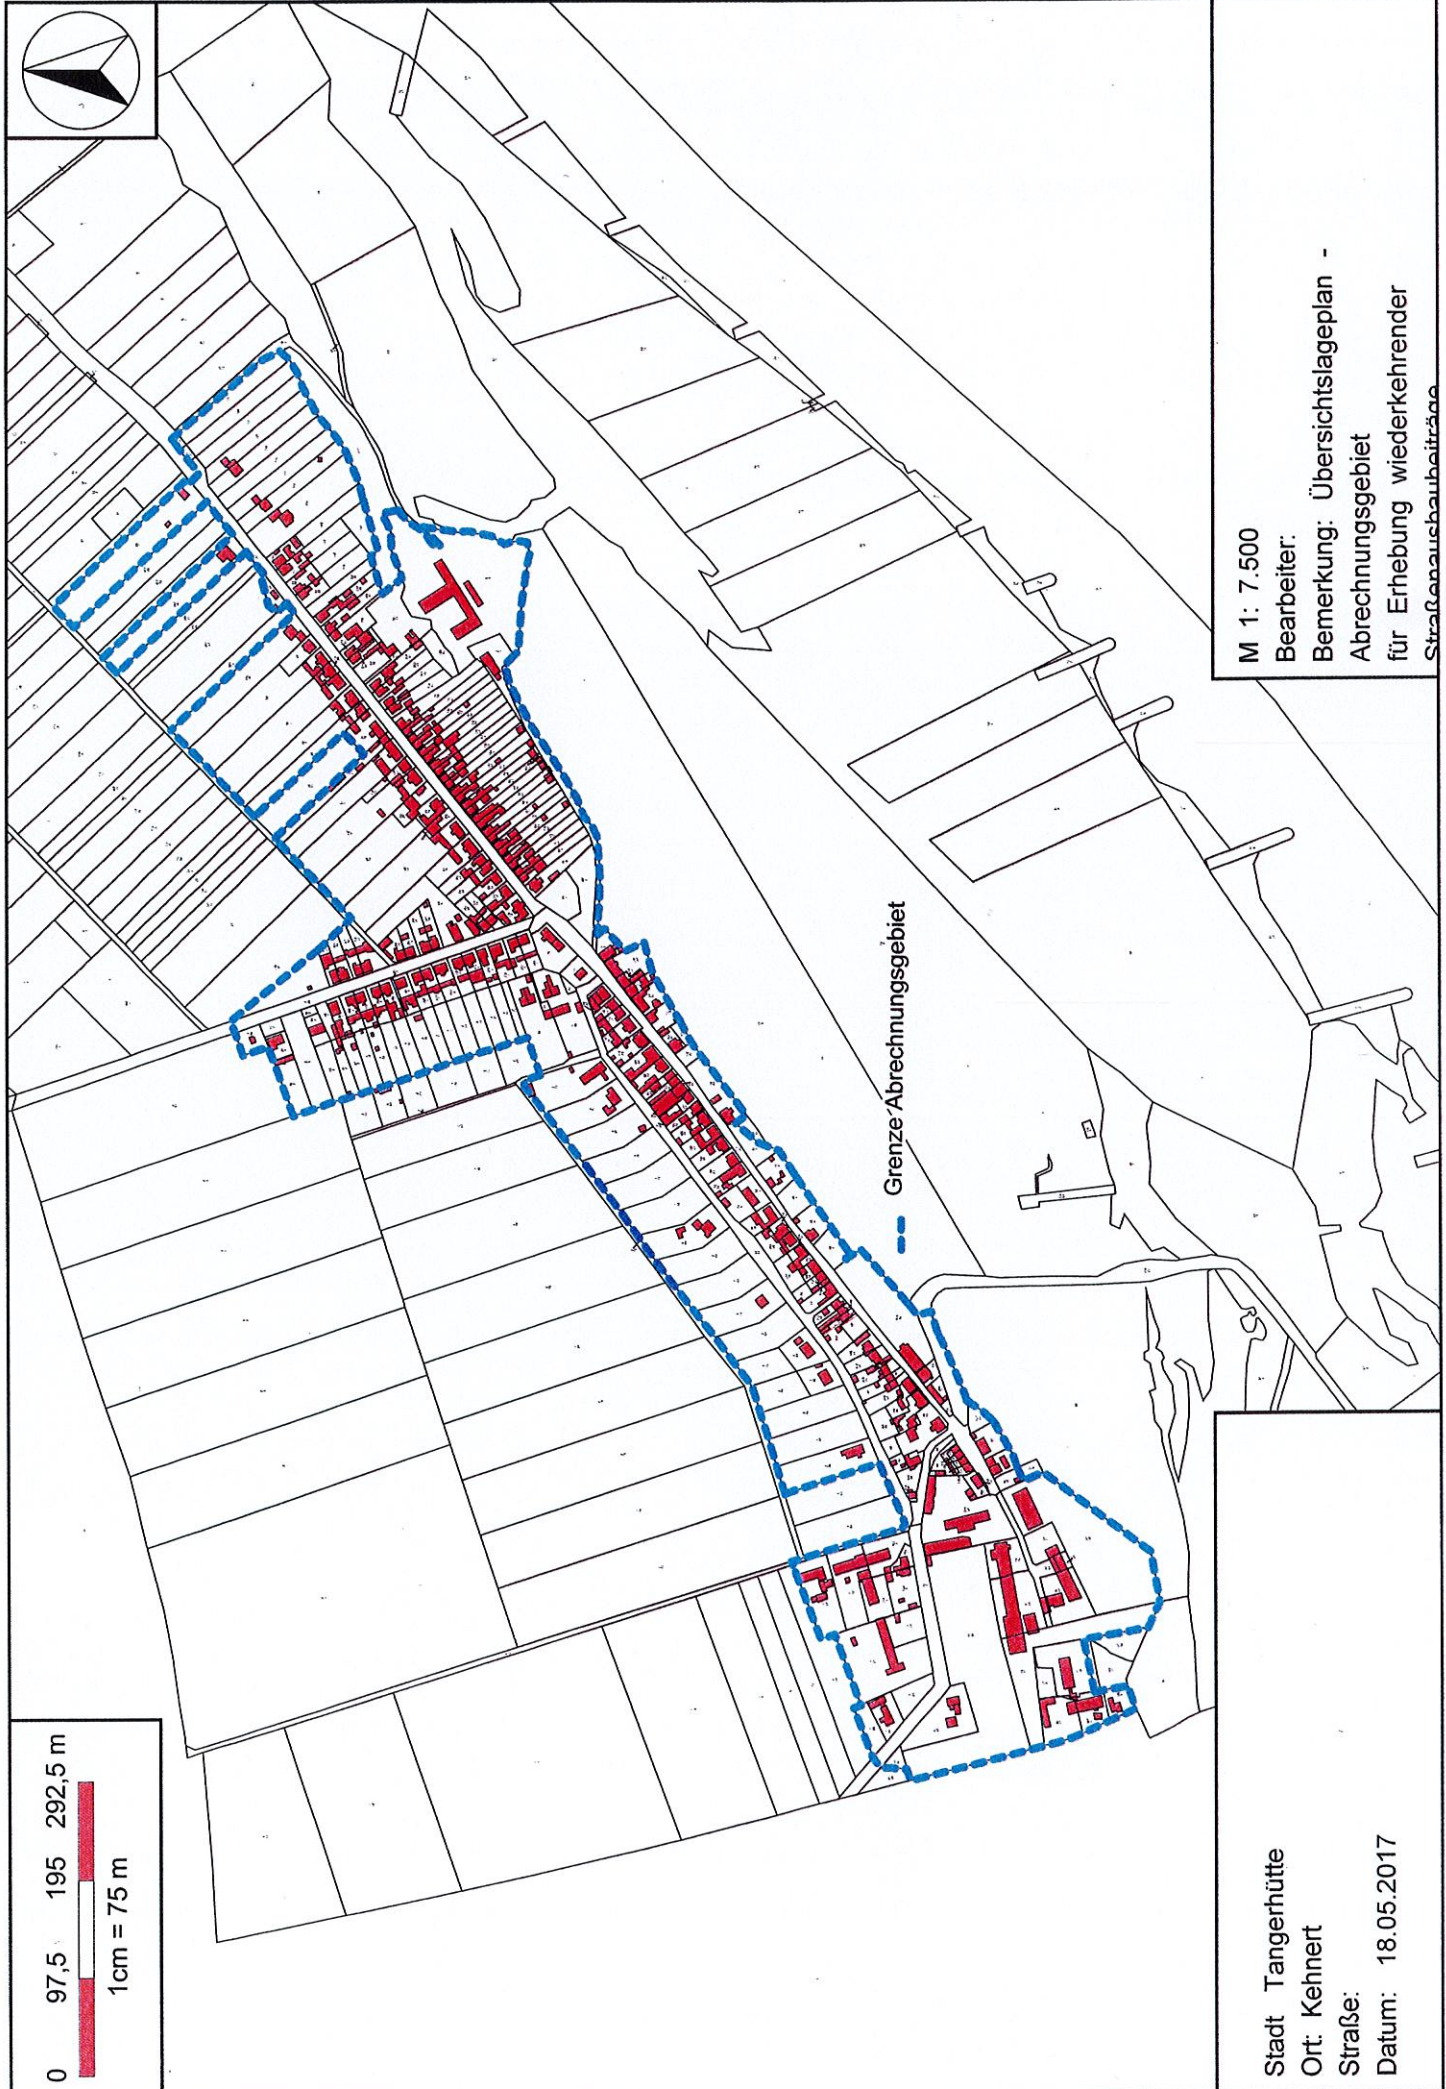 0 97,5 195 292,5 m
1cm = 75 m
Grenze Abrechnungsgebiet
Stadt Tangerhütte
Ort: Kehnert
Straße:
Datum: 18.05.2017
M 1: 7.500
Bearbeiter:
Bemerkung: Übersichtslageplan -
Abrechnungsgebiet
für Erhebung wiederkehrender
Straßenausbaubeiträge